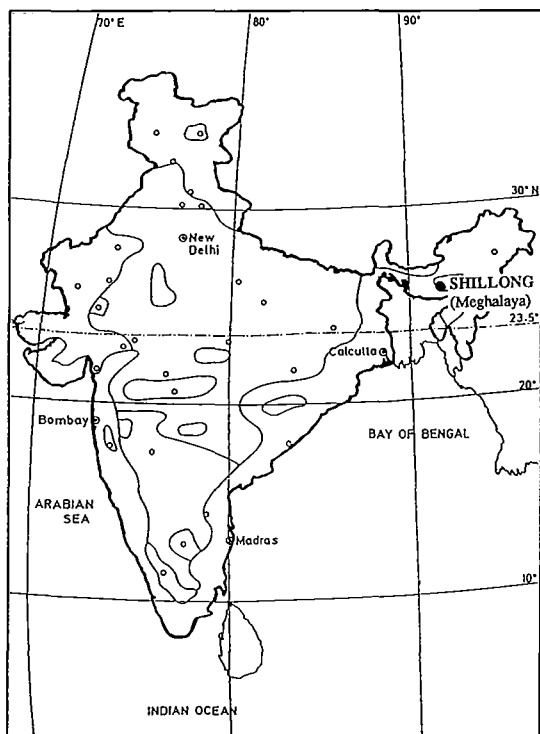 70° E
80°
90°
30° N
New
Delhi
SHILLONG
(Meghalaya)
23.5°
Calcutta
20°
Bombay
BAY OF BENGAL
ARABIAN
SEA
Madras
10°
INDIAN OCEAN